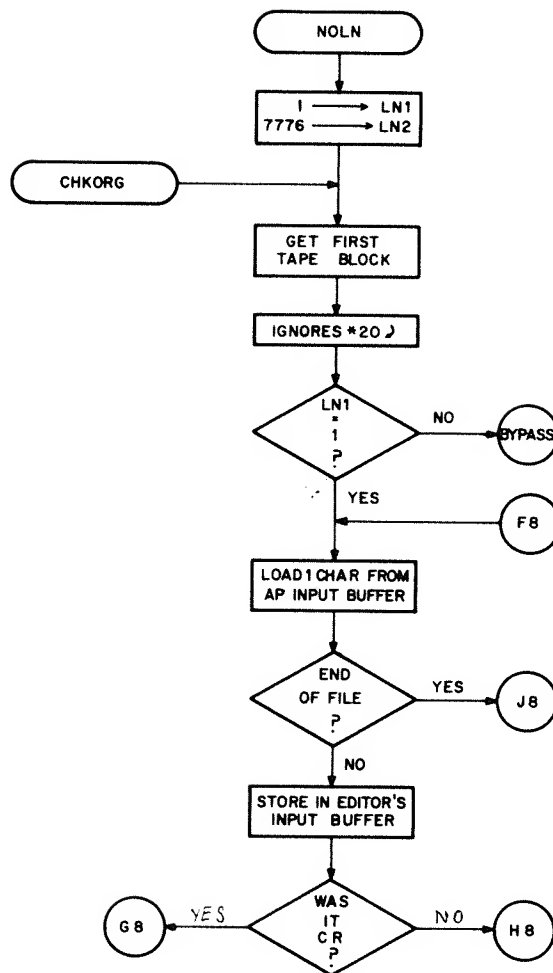 NOLN
1 → LN1
7776 → LN2
CHKORG
GET FIRST
TAPE BLOCK
IGNORES *20 ⤶
LN1
=
1
?
NO
BYPASS
YES
F8
LOAD 1 CHAR FROM
AP INPUT BUFFER
END
OF FILE
?
YES
J8
NO
STORE IN EDITOR'S
INPUT BUFFER
WAS
IT
CR
?
YES
G8
NO
H8